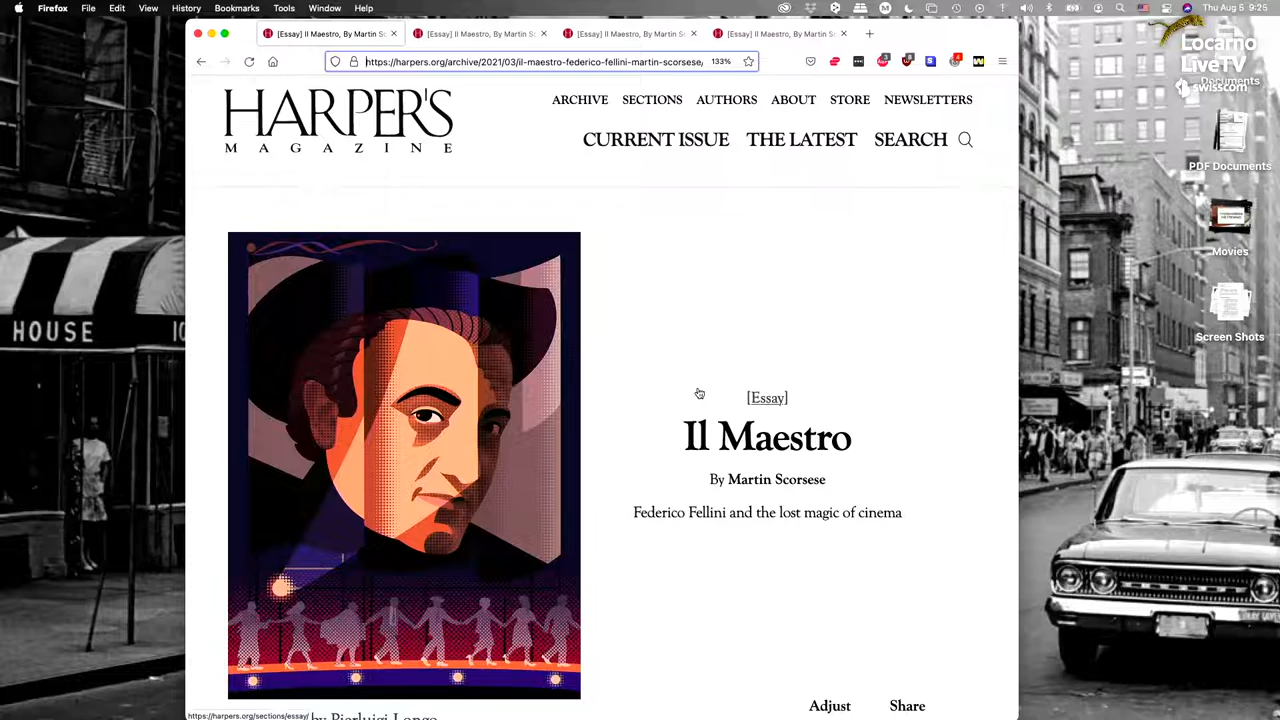 Firefox File Edit View History Bookmarks Tools Window Help
Thu Aug 5 9:25
[Essay] Il Maestro, By Martin Sc
[Essay] Il Maestro, By Martin Sc
[Essay] Il Maestro, By Martin Sc
[Essay] Il Maestro, By Martin Sc
https://harpers.org/archive/2021/03/il-maestro-federico-fellini-martin-scorsese/
133%
Locarno
LiveTV
swisscom
Documents
HARPER'S
MAGAZINE
ARCHIVE SECTIONS AUTHORS ABOUT STORE NEWSLETTERS
CURRENT ISSUE THE LATEST SEARCH
PDF Documents
Movies
Screen Shots
HOUSE
[Essay]
Il Maestro
By Martin Scorsese
Federico Fellini and the lost magic of cinema
Adjust Share
https://harpers.org/sections/essay/
by Pierluigi Longo